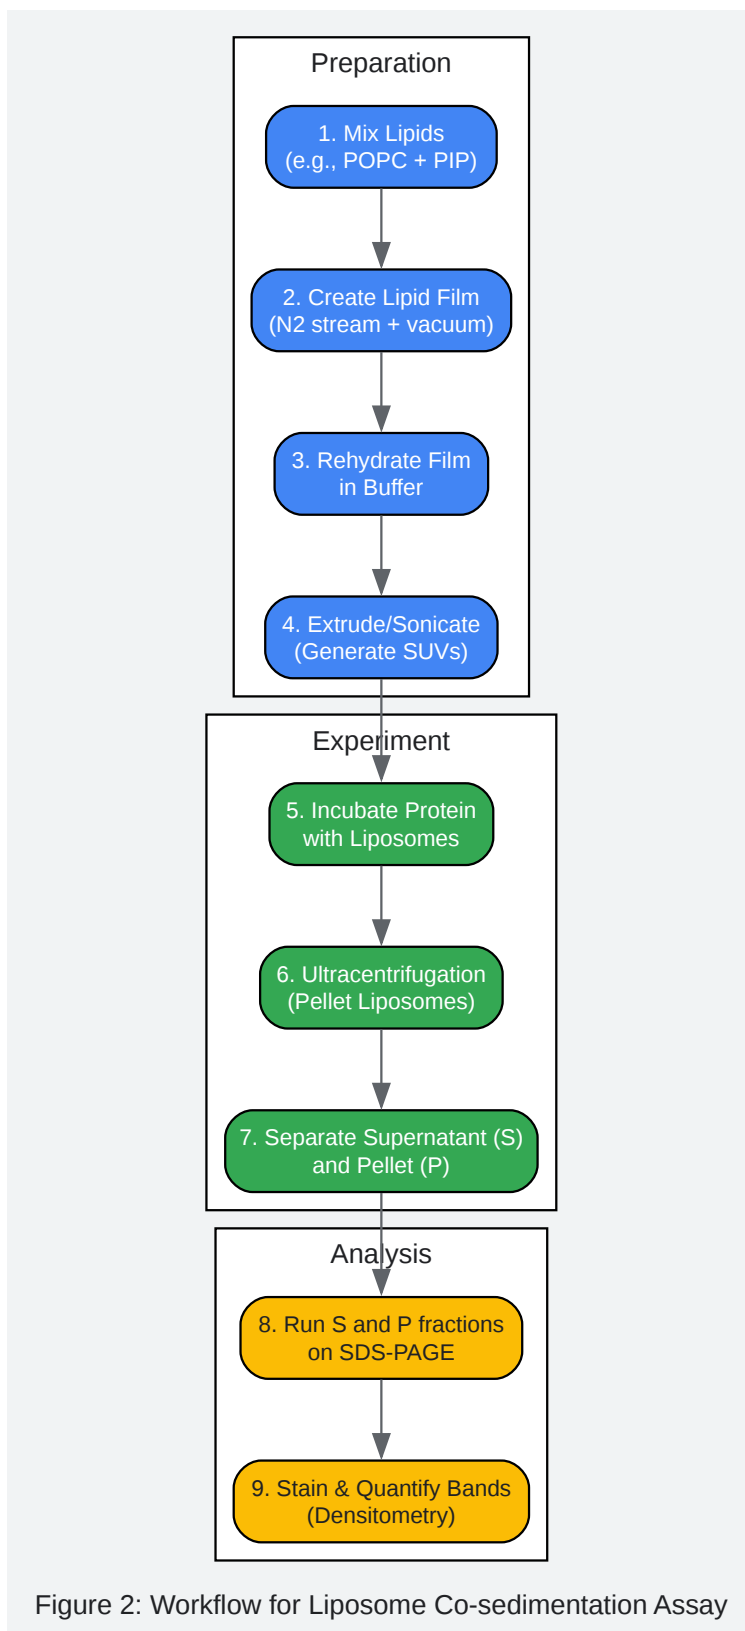 Preparation
1. Mix Lipids
(e.g., POPC + PIP)
2. Create Lipid Film
(N2 stream + vacuum)
3. Rehydrate Film
in Buffer
4. Extrude/Sonicate
(Generate SUVs)
Experiment
5. Incubate Protein
with Liposomes
6. Ultracentrifugation
(Pellet Liposomes)
7. Separate Supernatant (S)
and Pellet (P)
Analysis
8. Run S and P fractions
on SDS-PAGE
9. Stain & Quantify Bands
(Densitometry)
Figure 2: Workflow for Liposome Co-sedimentation Assay